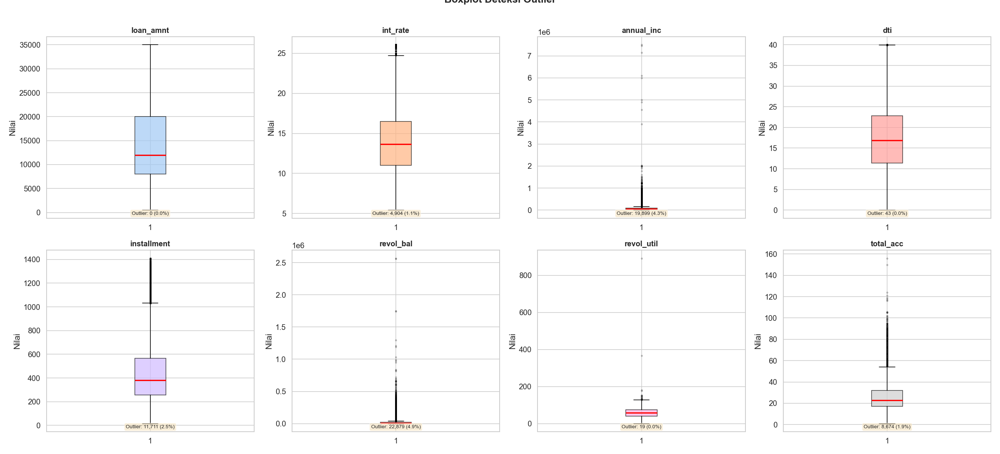 Boxplot Deteksi Outlier
loan_amnt
35000
30000
25000
20000
15000
10000
5000
0
Nilai
Outlier: 0 (0.0%)
1
int_rate
25
20
15
10
5
Nilai
Outlier: 4,904 (1.1%)
1
annual_inc
1e6
7
6
5
4
3
2
1
0
Nilai
Outlier: 19,899 (4.3%)
1
dti
40
35
30
25
20
15
10
5
0
Nilai
Outlier: 43 (0.0%)
1
installment
1400
1200
1000
800
600
400
200
0
Nilai
Outlier: 11,711 (2.5%)
1
revol_bal
1e6
2.5
2.0
1.5
1.0
0.5
0.0
Nilai
Outlier: 22,879 (4.9%)
1
revol_util
800
600
400
200
0
Nilai
Outlier: 19 (0.0%)
1
total_acc
160
140
120
100
80
60
40
20
0
Nilai
Outlier: 8,674 (1.9%)
1